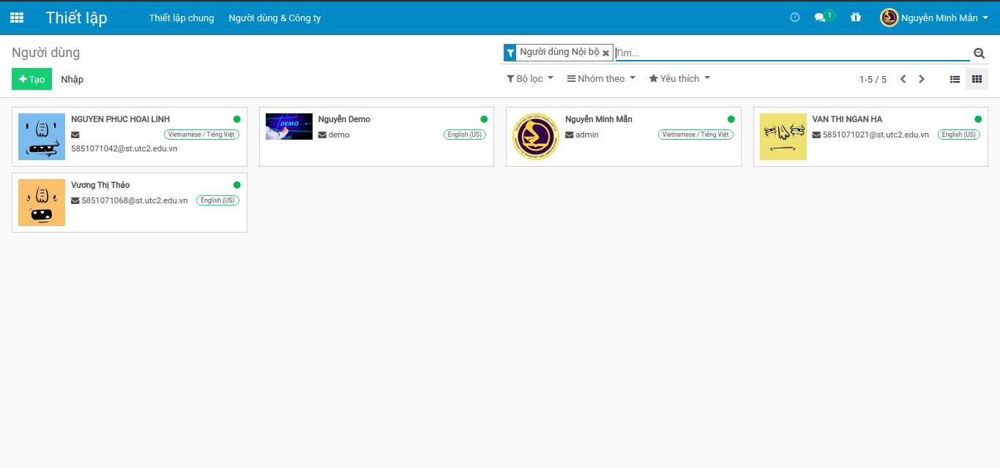 Thiết lập
Thiết lập chung
Người dùng & Công ty
1
Nguyễn Minh Mẫn
Người dùng
Người dùng Nội bộ
Tìm...
Tạo
Nhập
Bộ lọc
Nhóm theo
Yêu thích
1-5 / 5
NGUYEN PHUC HOAI LINH
Vietnamese / Tiếng Việt
5851071042@st.utc2.edu.vn
DEMO
Nguyễn Demo
demo
English (US)
Nguyễn Minh Mẫn
admin
Vietnamese / Tiếng Việt
VAN THI NGAN HA
5851071021@st.utc2.edu.vn
English (US)
Vương Thị Thảo
5851071068@st.utc2.edu.vn
English (US)